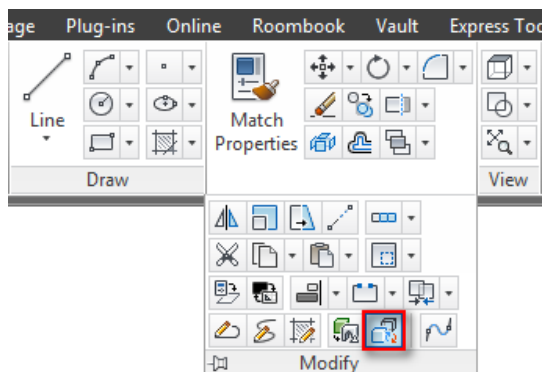 age Plug-ins Online Roombook Vault Express Too
Line
Match
Properties
Draw
View
Modify